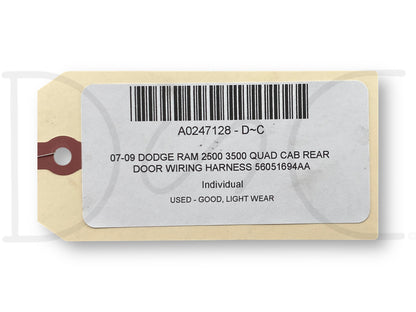 A0247128 - D~C
07-09 DODGE RAM 2500 3500 QUAD CAB REAR
DOOR WIRING HARNESS 56051694AA
Individual
USED - GOOD, LIGHT WEAR